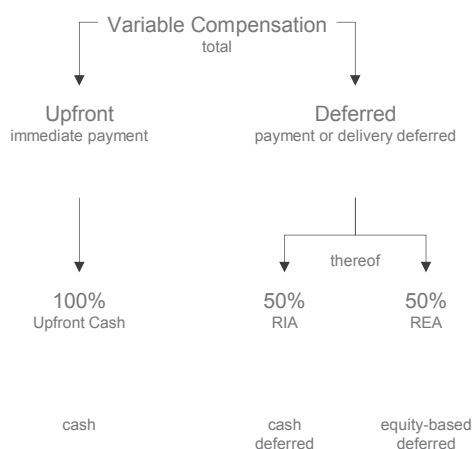 Variable Compensation
total
Upfront
immediate payment
Deferred
payment or delivery deferred
thereof
100%
Upfront Cash
50%
RIA
50%
REA
cash
cash
deferred
equity-based
deferred